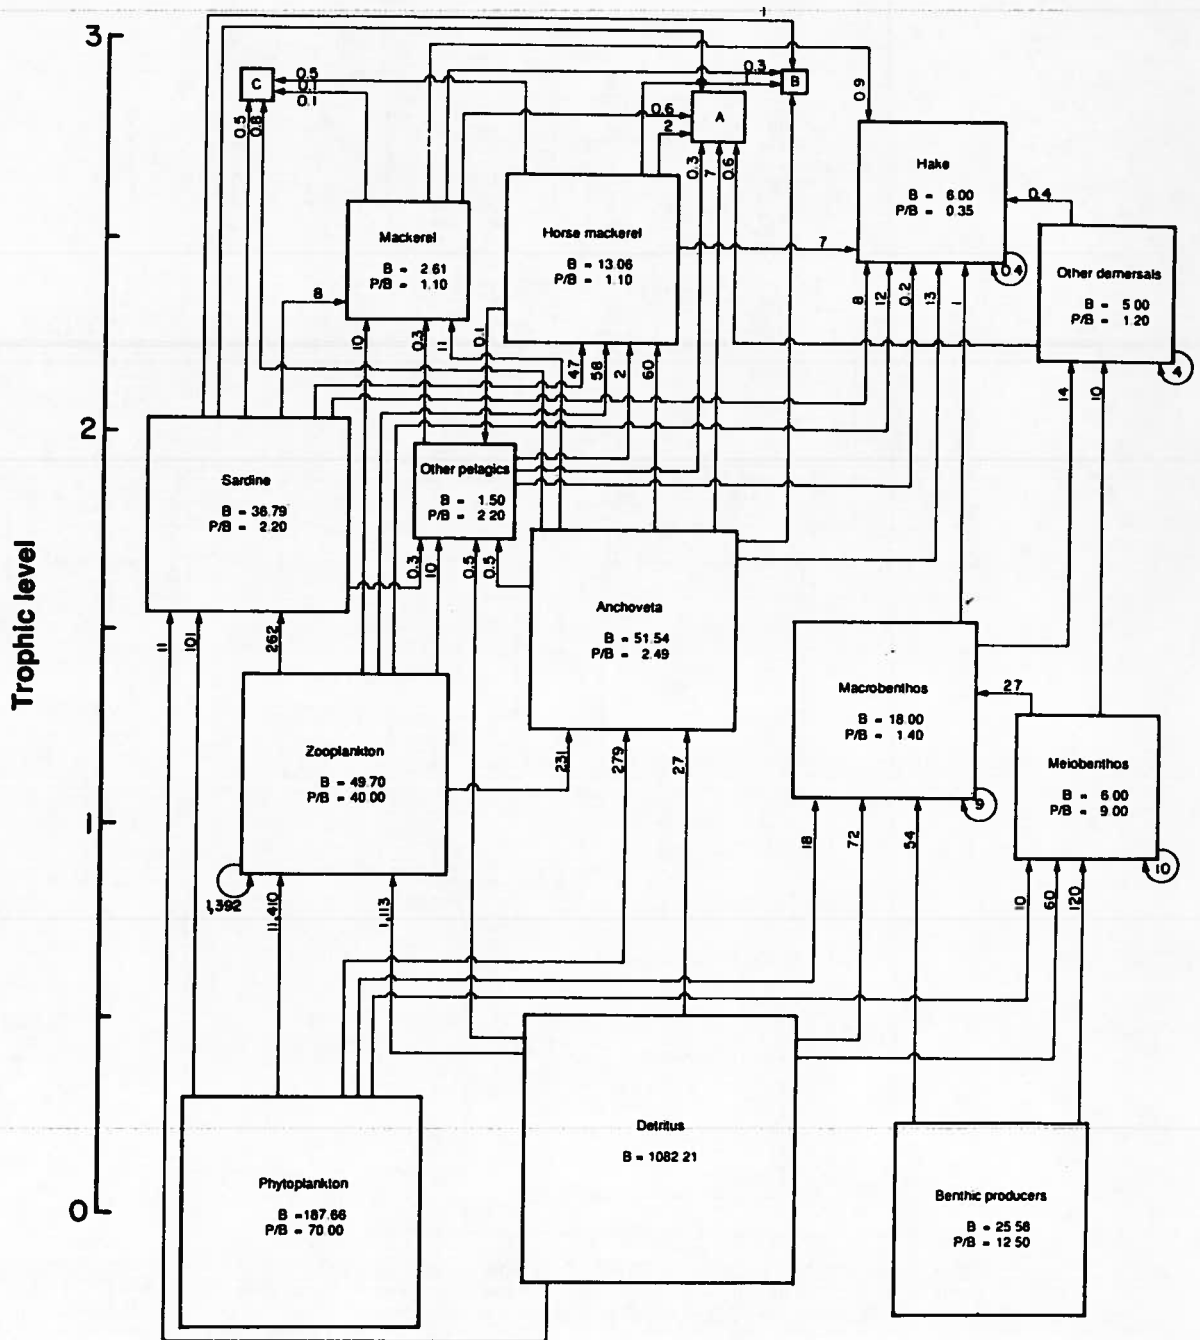 1
3
C
0.5
0.1
0.1
0.3
1
B
0.9
0.5
0.8
0.6
A
2
0.3
7
0.6
Hake
B = 6.00
P/B = 0.35
0.4
0.4
Mackerel
B = 2.61
P/B = 1.10
Horse mackerel
B = 13.06
P/B = 1.10
7
Other demersals
B = 5.00
P/B = 1.20
4
8
10
0.3
11
0.1
47
58
2
60
8
12
0.2
13
1
14
10
2
Sardine
B = 36.79
P/B = 2.20
Other pelagics
B = 1.50
P/B = 2.20
0.3
10
0.5
0.5
Trophic level
Anchoveta
B = 51.54
P/B = 2.49
11
101
262
Macrobenthos
B = 18.00
P/B = 1.40
27
9
Zooplankton
B = 49.70
P/B = 40.00
231
279
27
Meiobenthos
B = 6.00
P/B = 9.00
10
1
18
72
54
10
60
120
1,392
11,410
1,113
Detritus
B = 1082.21
0
Phytoplankton
B =187.66
P/B = 70.00
Benthic producers
B = 25.58
P/B = 12.50